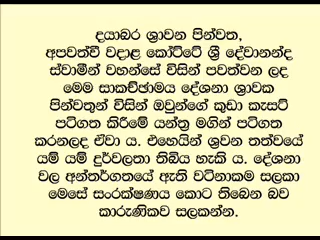 දයාබර ශ්‍රාවන පින්වත,
අපවත්වී වදාළ කෝට්ටේ ශ්‍රී දේවානන්ද
ස්වාමීන් වහන්සේ විසින් පවත්වන ලද
මෙම සාකච්ඡාමය දේශනා ශ්‍රාවක
පින්වතුන් විසින් ඔවුන්ගේ කුඩා කැසට්
පටිගත කිරීමේ යන්ත්‍ර මගින් පටිගත
කරනලද ඒවා ය. එහෙයින් ශ්‍රවන තත්වයේ
යම් යම් දුර්වලතා තිබිය හැකි ය. දේශනා
වල අන්තර්ගතයේ ඇති වටිනාකම සලකා
මෙසේ සංරක්ෂණය කොට තිබෙන බව
කාරුණිකව සලකන්න.